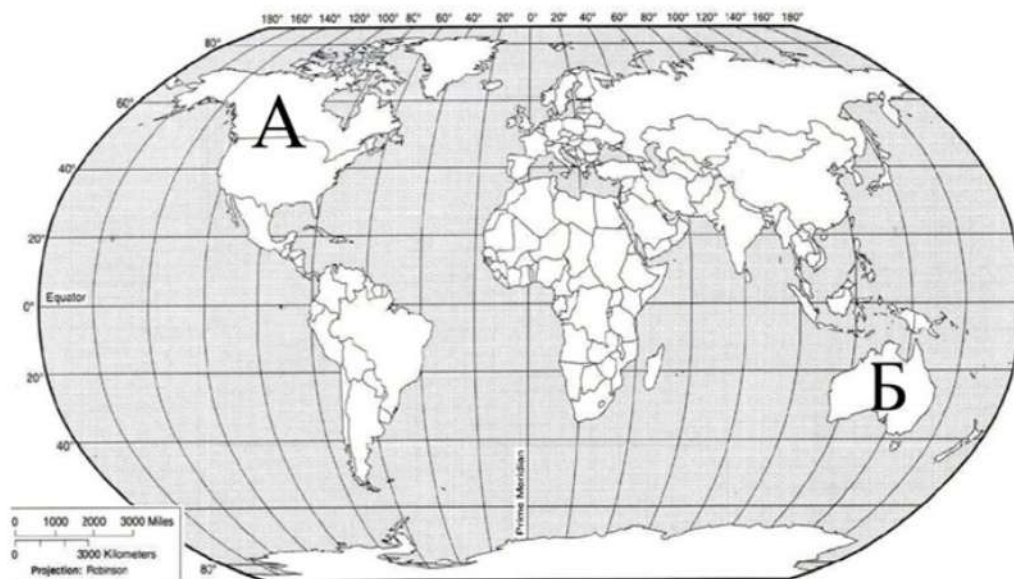 180° 160° 140° 120° 100° 80° 60° 40° 20° 0° 20° 40° 60° 80° 100° 120° 140° 160° 180°
80°
60°
А
40°
20°
Equator
0°
20°
Б
40°
Prime Meridian
0 1000 2000 3000 Miles
0 3000 Kilometers
Projection: Robinson
80°